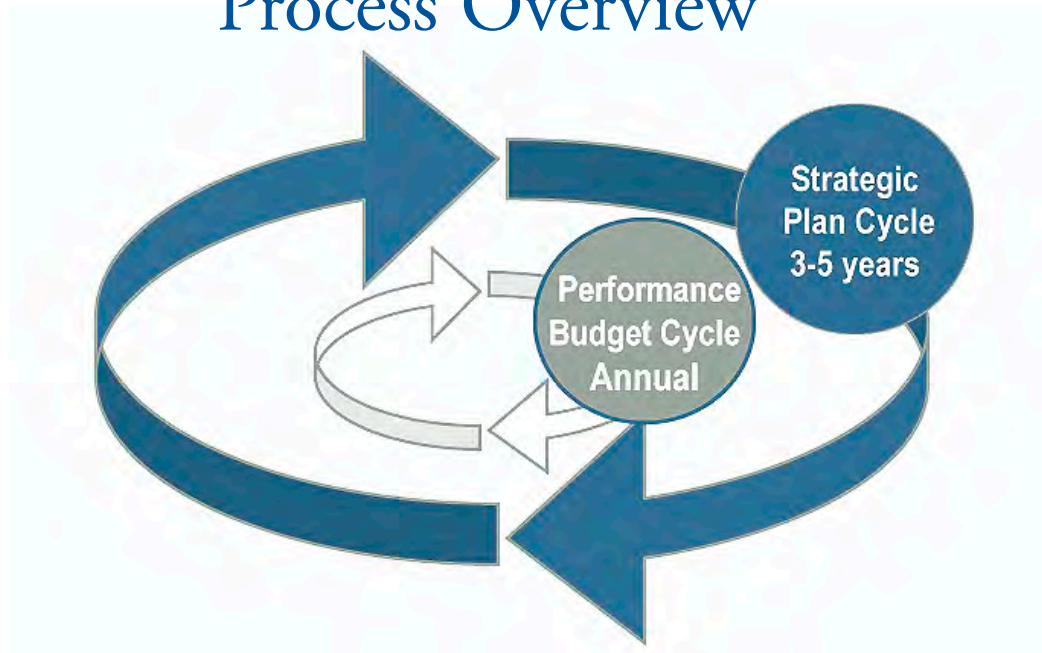 Process Overview
Strategic
Plan Cycle
3-5 years
Performance
Budget Cycle
Annual